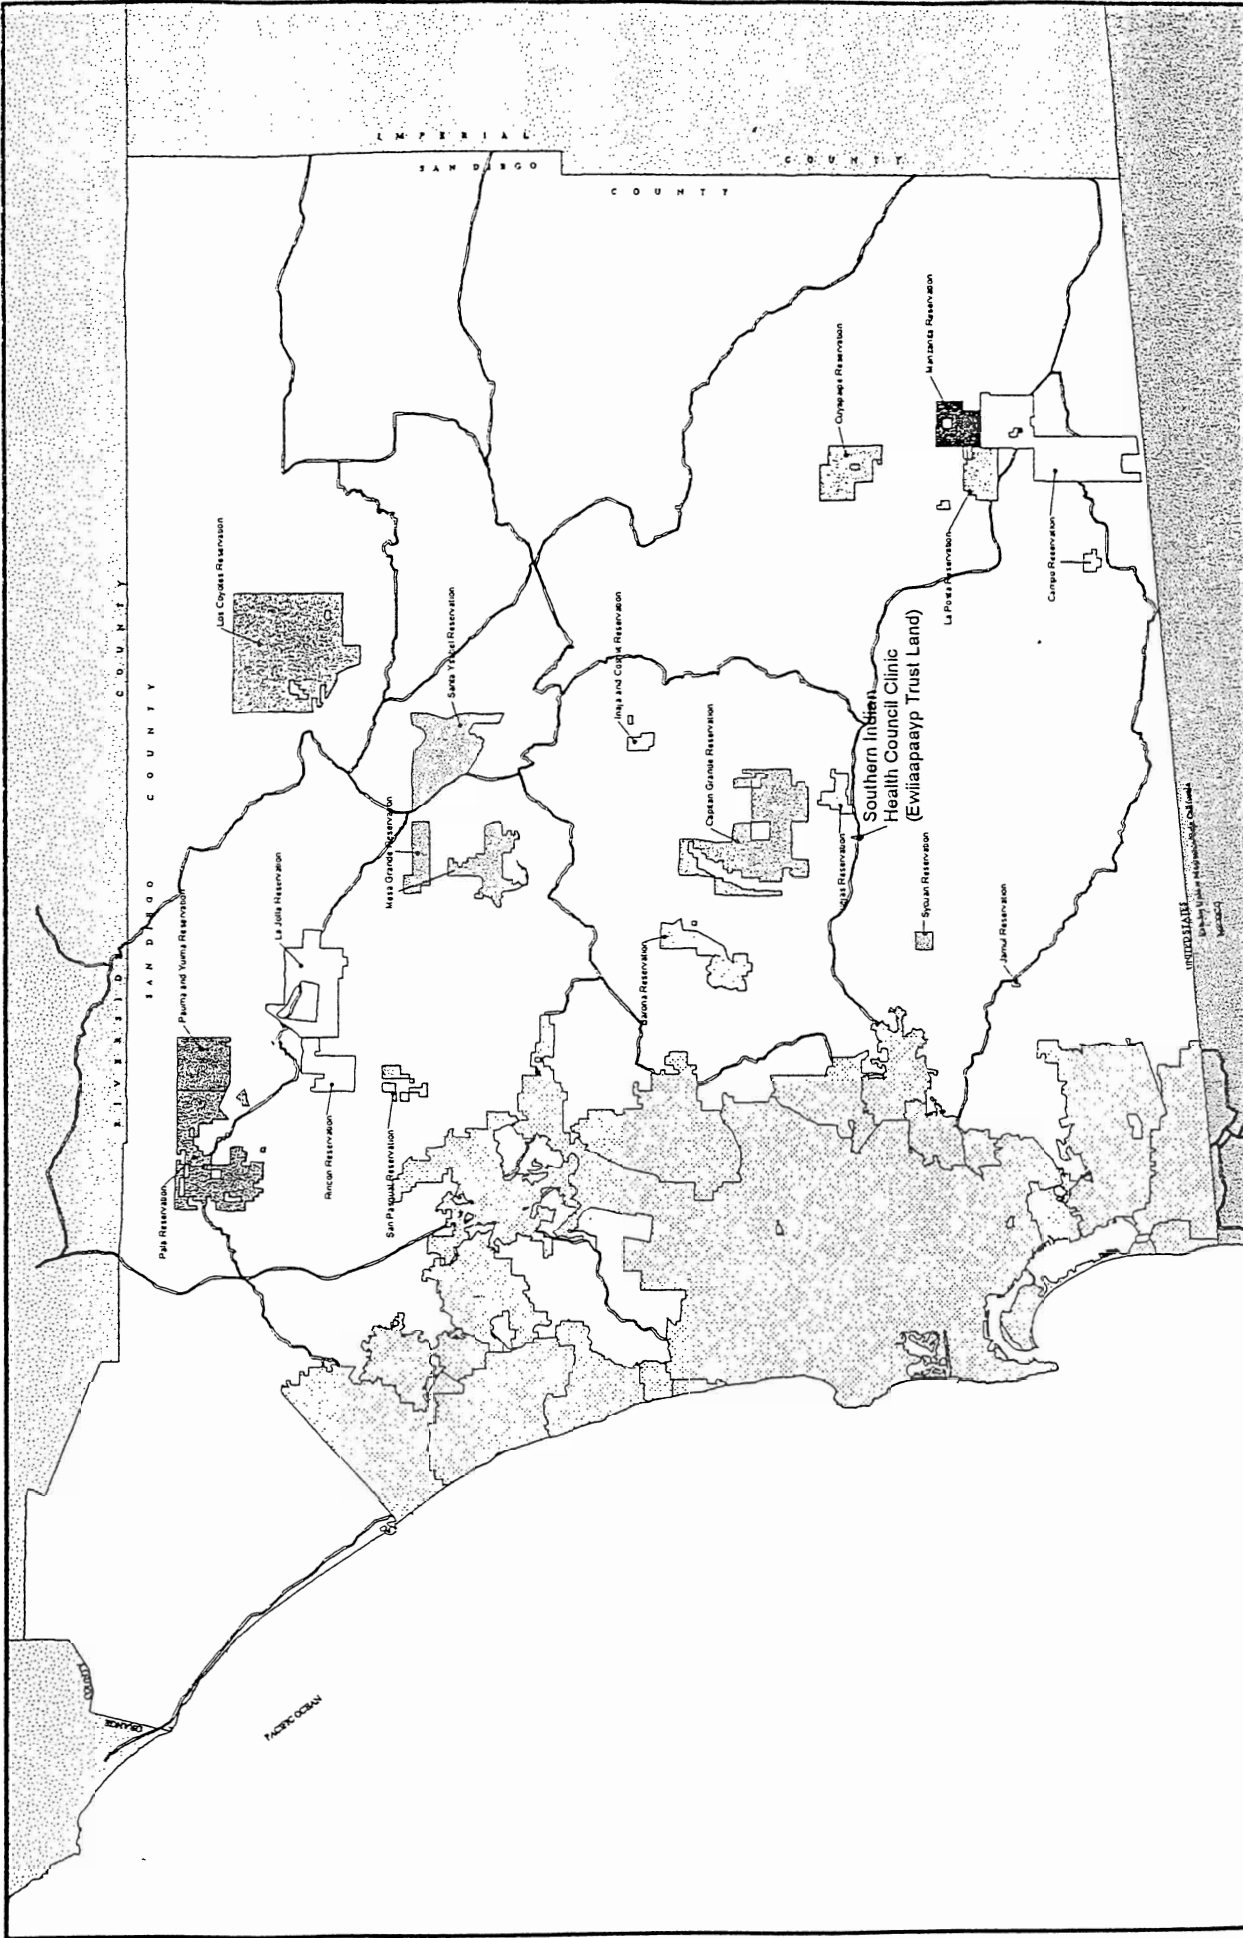 IMPERIAL COUNTY
SAN DIEGO COUNTY
RIVERSIDE COUNTY
SAN DIEGO COUNTY
ORANGE
COUNTY
PACIFIC OCEAN
Pala Reservation
Pauma and Yuima Reservation
Rincon Reservation
La Jolla Reservation
San Pasqual Reservation
Los Coyotes Reservation
Mesa Grande Reservation
Santa Ysabel Reservation
Inaja and Cosmit Reservation
Barona Reservation
Capitan Grande Reservation
Reservation
Southern Indian
Health Council Clinic
(Ewiiaapaayp Trust Land)
Cuyapaipe Reservation
Manzanita Reservation
La Posta Reservation
Campo Reservation
Sycuan Reservation
Jamul Reservation
UNITED STATES
MEXICO